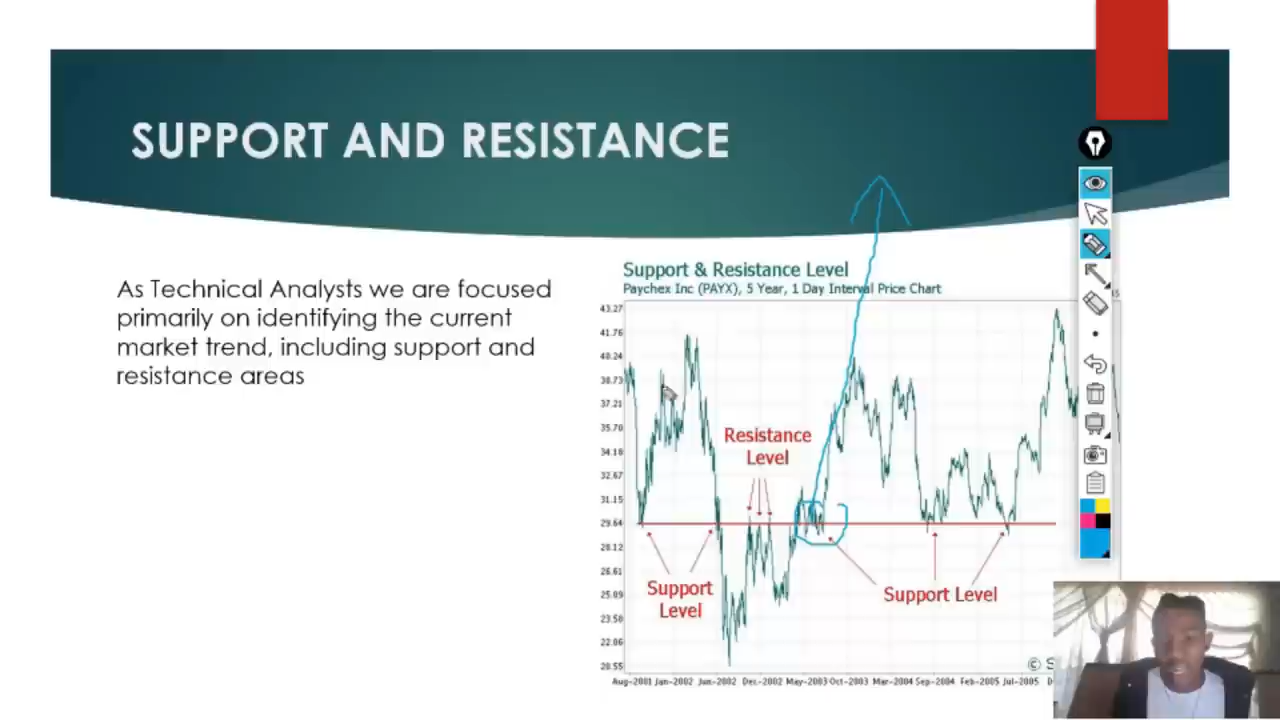 SUPPORT AND RESISTANCE
As Technical Analysts we are focused
primarily on identifying the current
market trend, including support and
resistance areas
Support & Resistance Level
Paychex Inc (PAYX), 5 Year, 1 Day Interval Price Chart
43.27
41.76
40.24
38.73
37.21
35.70
34.18
32.67
31.15
29.64
28.12
26.61
25.09
23.58
22.06
20.55
Resistance
Level
Support
Level
Support Level
©
Aug-2001 Jan-2002 Jun-2002 Dec-2002 May-2003 Oct-2003 Mar-2004 Sep-2004 Feb-2005 Jul-2005